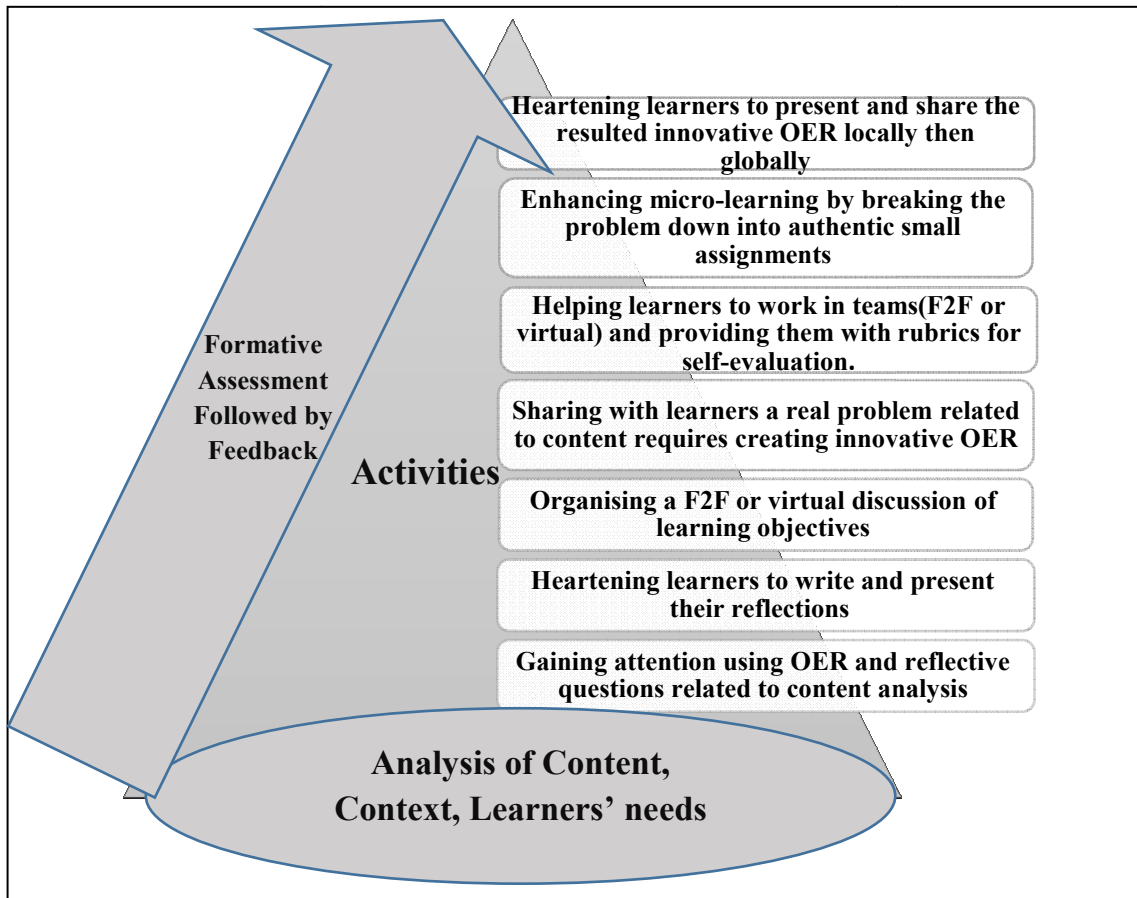 Heartening learners to present and share the
resulted innovative OER locally then
globally
Enhancing micro-learning by breaking the
problem down into authentic small
assignments
Helping learners to work in teams(F2F or
virtual) and providing them with rubrics for
self-evaluation.
Sharing with learners a real problem related
to content requires creating innovative OER
Organising a F2F or virtual discussion of
learning objectives
Heartening learners to write and present
their reflections
Gaining attention using OER and reflective
questions related to content analysis
Formative
Assessment
Followed by
Feedback
Activities
Analysis of Content,
Context, Learners’ needs